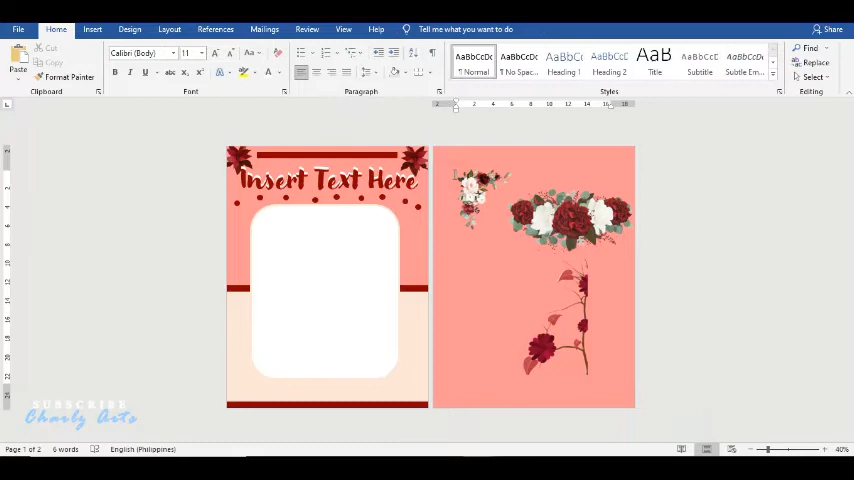 File Home Insert Design Layout References Mailings Review View Help Tell me what you want to do Share
Cut
Copy
Paste
Format Painter
Calibri (Body) 11
Clipboard Font Paragraph Styles Editing
AaBbCcDc AaBbCcDc AaBbCc AaBbCcC AaB AaBbCcC AaBbCcDc
¶ Normal ¶ No Spac... Heading 1 Heading 2 Title Subtitle Subtle Em...
Find
Replace
Select
Insert Text Here
SUBSCRIBE
Charly Arts
Page 1 of 2 6 words English (Philippines) 40%